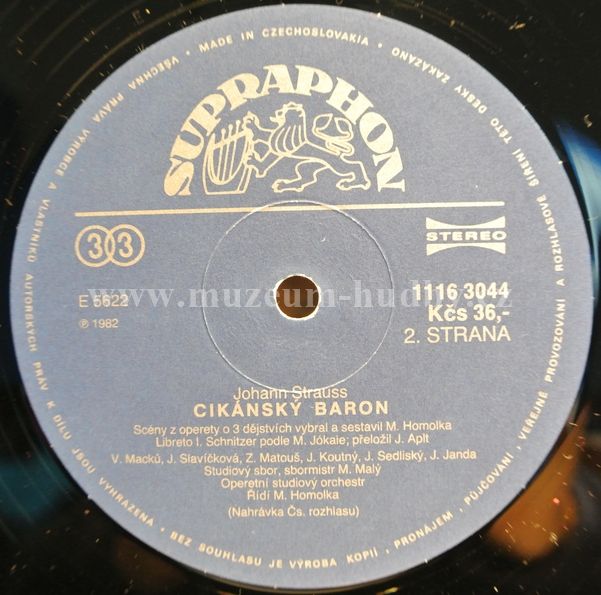 VŠECHNA PRÁVA VÝROBCE A VLASTNÍKŮ AUTORSKÝCH PRÁV K DÍLU JSOU VYHRAZENA • BEZ SOUHLASU JE VÝROBA KOPIÍ, PRONÁJEM, PŮJČOVÁNÍ, VEŘEJNÉ PROVOZOVÁNÍ A ROZHLASOVÉ ŠÍŘENÍ TÉTO DESKY ZAKÁZÁNO • MADE IN CZECHOSLOVAKIA •
SUPRAPHON
33
STEREO
www.muzeum-hudby.cz
E 5622
1116 3044
℗ 1982
Kčs 36,-
2. STRANA
Johann Strauss
CIKÁNSKÝ BARON
Scény z operety o 3 dějstvích vybral a sestavil M. Homolka
Libreto I. Schnitzer podle M. Jókaie; přeložil J. Aplt
V. Macků, J. Slavíčková, Z. Matouš, J. Koutný, J. Sedliský, J. Janda
Studiový sbor, sbormistr M. Malý
Operetní studiový orchestr
Řídí M. Homolka
(Nahrávka Čs. rozhlasu)